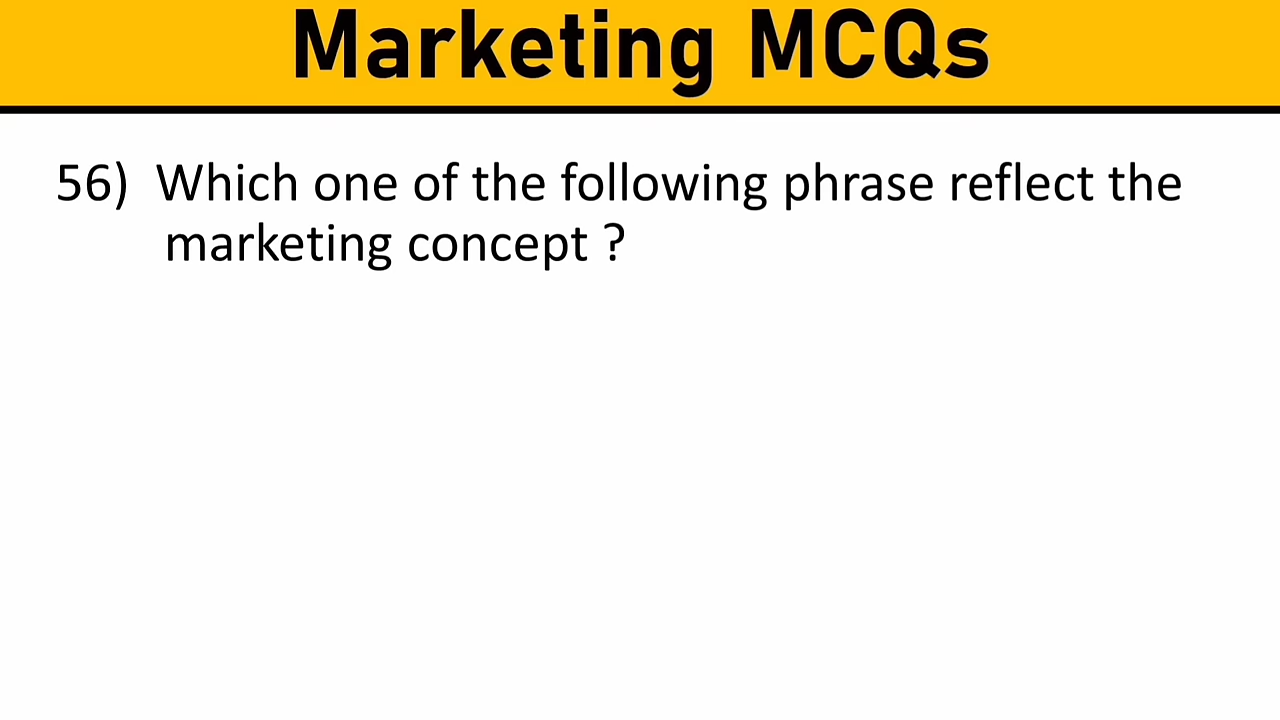 Marketing MCQs
56) Which one of the following phrase reflect the
marketing concept ?